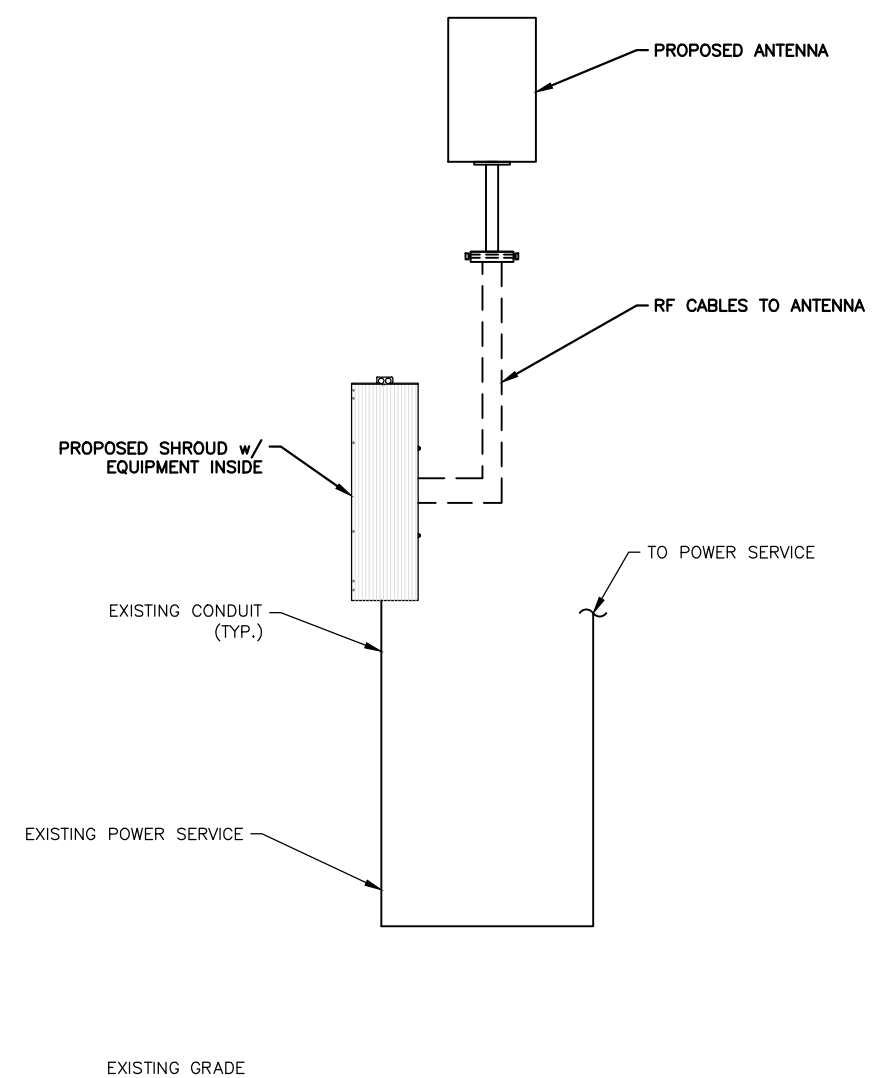 PROPOSED ANTENNA
RF CABLES TO ANTENNA
PROPOSED SHROUD w/
EQUIPMENT INSIDE
TO POWER SERVICE
EXISTING CONDUIT
(TYP.)
EXISTING POWER SERVICE
EXISTING GRADE